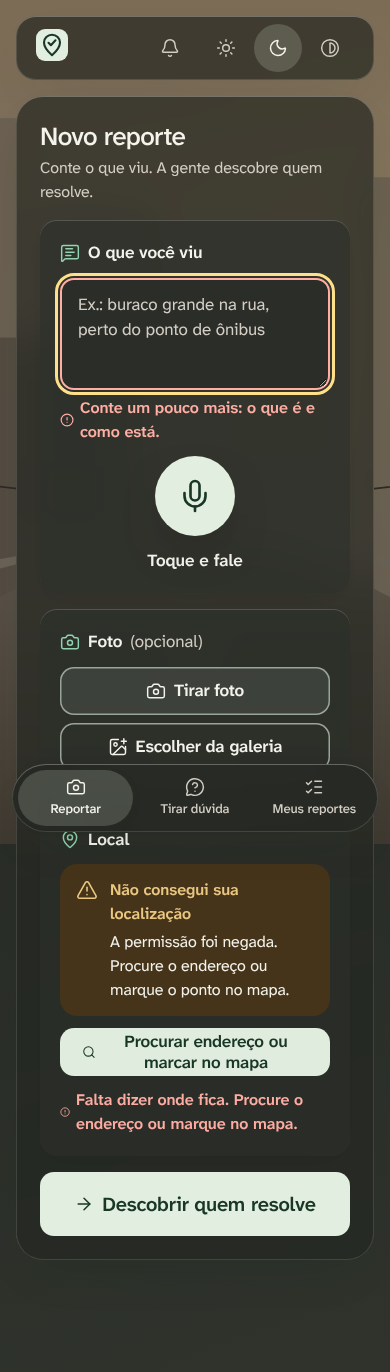 Novo reporte
Conte o que viu. A gente descobre quem
resolve.
O que você viu
Ex.: buraco grande na rua,
perto do ponto de ônibus
Conte um pouco mais: o que é e
como está.
Toque e fale
Foto (opcional)
Tirar foto
Escolher da galeria
Reportar
Tirar dúvida
Meus reportes
Local
Não consegui sua
localização
A permissão foi negada.
Procure o endereço ou
marque o ponto no mapa.
Procurar endereço ou
marcar no mapa
Falta dizer onde fica. Procure o
endereço ou marque no mapa.
Descobrir quem resolve